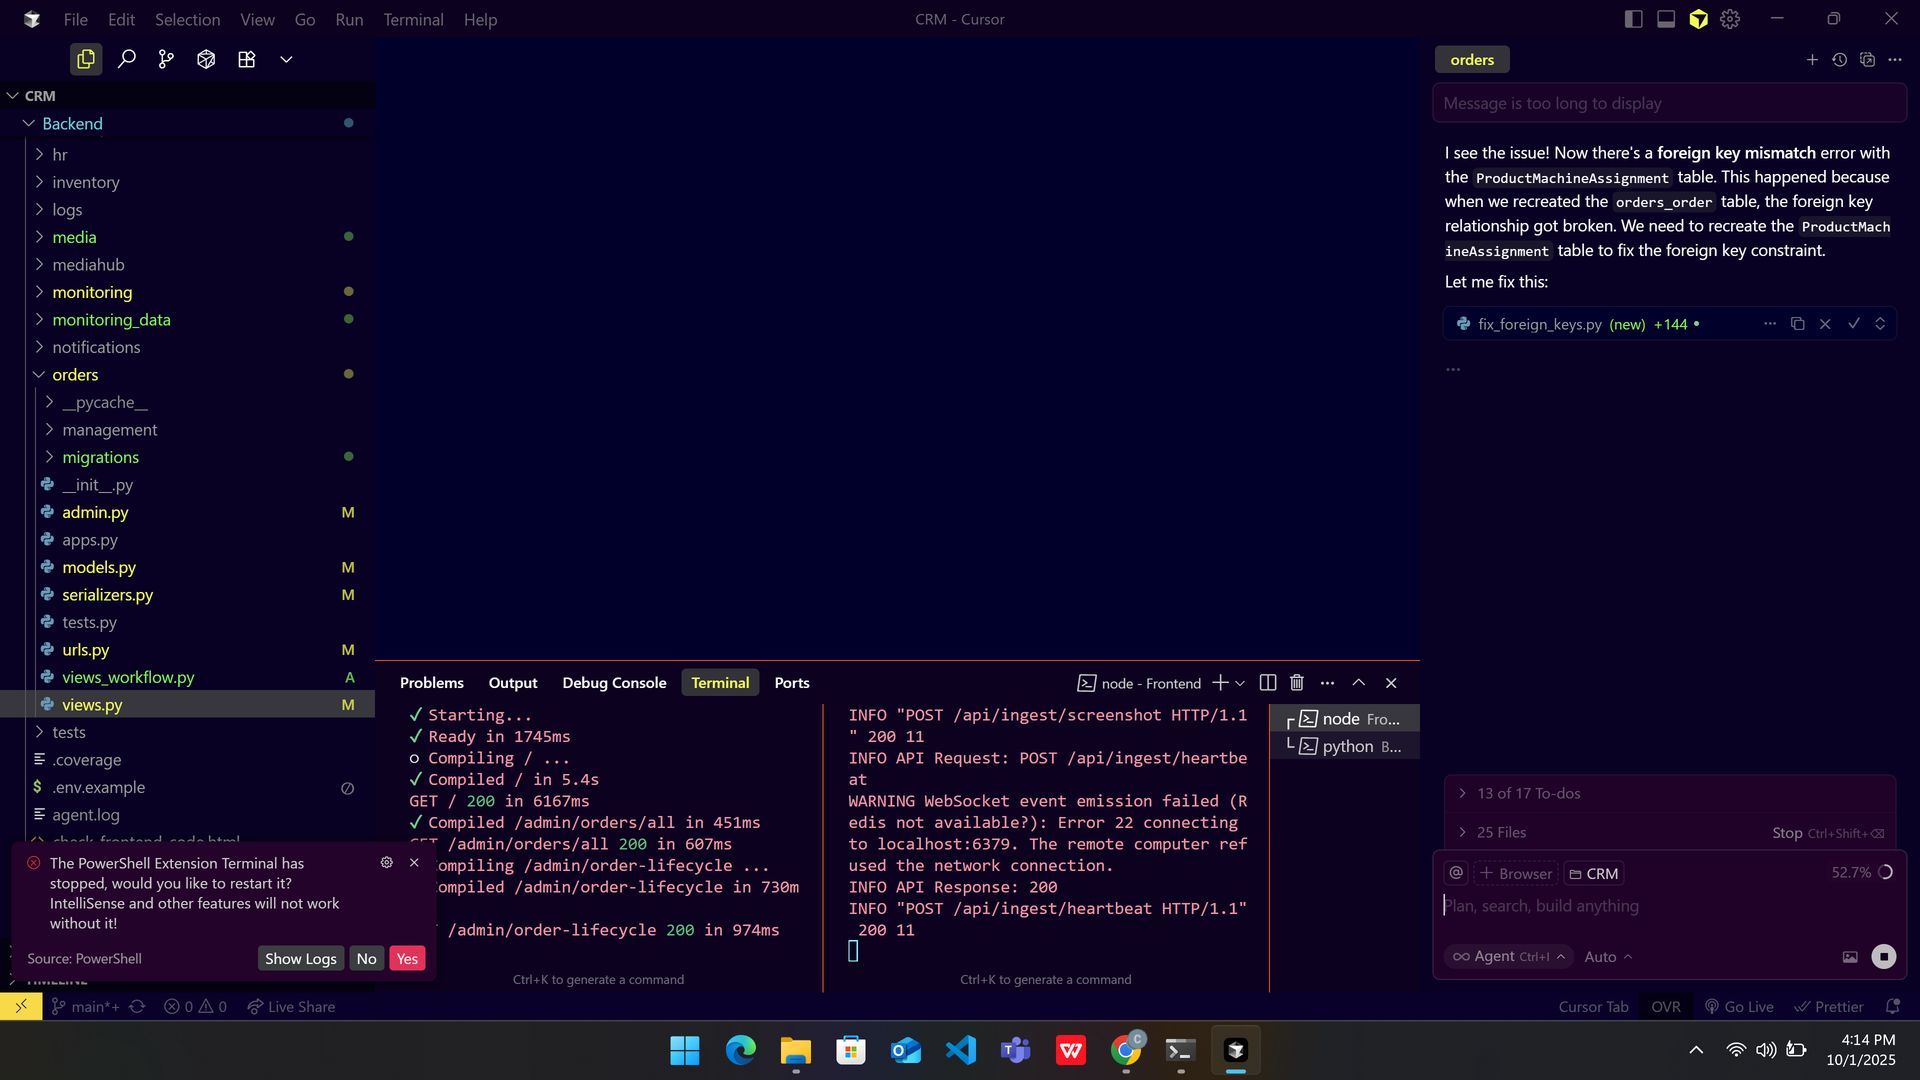 File Edit Selection View Go Run Terminal Help
CRM - Cursor
CRM
Backend
hr
inventory
logs
media
mediahub
monitoring
monitoring_data
notifications
orders
__pycache__
management
migrations
__init__.py
admin.py M
apps.py
models.py M
serializers.py M
tests.py
urls.py M
views_workflow.py A
views.py M
tests
.coverage
$ .env.example
agent.log
check_frontend_code.html
The PowerShell Extension Terminal has
stopped, would you like to restart it?
IntelliSense and other features will not work
without it!
Source: PowerShell
Show Logs No Yes
TIMELINE
Problems Output Debug Console Terminal Ports
node - Frontend
✓ Starting...
✓ Ready in 1745ms
○ Compiling / ...
✓ Compiled / in 5.4s
GET / 200 in 6167ms
✓ Compiled /admin/orders/all in 451ms
GET /admin/orders/all 200 in 607ms
ompiling /admin/order-lifecycle ...
ompiled /admin/order-lifecycle in 730m
/admin/order-lifecycle 200 in 974ms
Ctrl+K to generate a command
INFO "POST /api/ingest/screenshot HTTP/1.1
" 200 11
INFO API Request: POST /api/ingest/heartbe
at
WARNING WebSocket event emission failed (R
edis not available?): Error 22 connecting
to localhost:6379. The remote computer ref
used the network connection.
INFO API Response: 200
INFO "POST /api/ingest/heartbeat HTTP/1.1"
200 11
Ctrl+K to generate a command
node Fro...
python B...
orders
Message is too long to display
I see the issue! Now there's a foreign key mismatch error with
the ProductMachineAssignment table. This happened because
when we recreated the orders_order table, the foreign key
relationship got broken. We need to recreate the ProductMach
ineAssignment table to fix the foreign key constraint.
Let me fix this:
fix_foreign_keys.py (new) +144 •
...
13 of 17 To-dos
25 Files
Stop Ctrl+Shift+⌫
@ + Browser CRM 52.7%
Plan, search, build anything
∞ Agent Ctrl+I Auto
main*+ 0 0 Live Share
Cursor Tab OVR Go Live Prettier
C
4:14 PM
10/1/2025